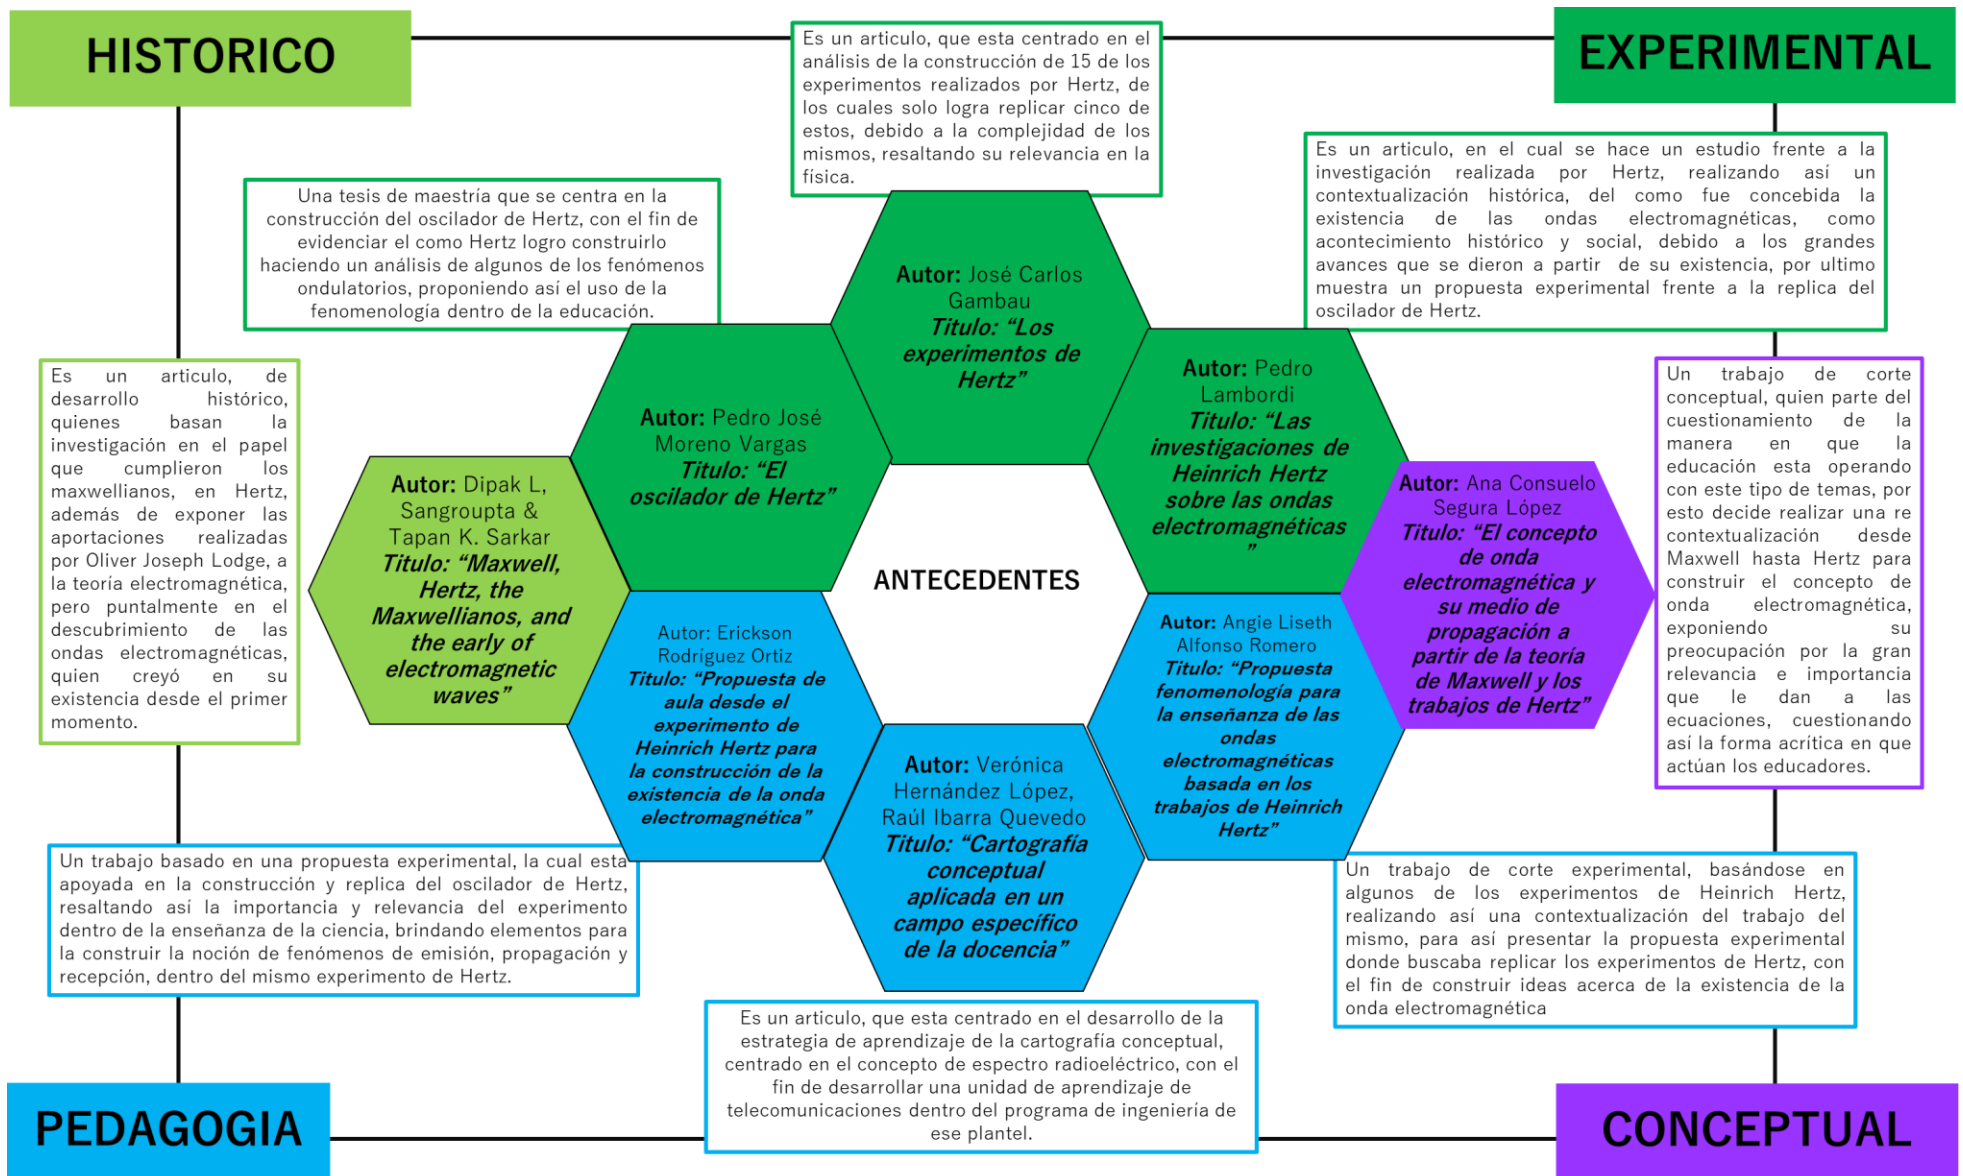 HISTORICO
EXPERIMENTAL
Es un articulo, que esta centrado en el
análisis de la construcción de 15 de los
experimentos realizados por Hertz, de
los cuales solo logra replicar cinco de
estos, debido a la complejidad de los
mismos, resaltando su relevancia en la
física.
Una tesis de maestría que se centra en la
construcción del oscilador de Hertz, con el fin de
evidenciar el como Hertz logro construirlo
haciendo un análisis de algunos de los fenómenos
ondulatorios, proponiendo así el uso de la
fenomenología dentro de la educación.
Es un articulo, en el cual se hace un estudio frente a la
investigación realizada por Hertz, realizando así un
contextualización histórica, del como fue concebida la
existencia de las ondas electromagnéticas, como
acontecimiento histórico y social, debido a los grandes
avances que se dieron a partir de su existencia, por ultimo
muestra un propuesta experimental frente a la replica del
oscilador de Hertz.
Autor: José Carlos
Gambau
Titulo: “Los
experimentos de
Hertz”
Autor: Pedro José
Moreno Vargas
Titulo: “El
oscilador de Hertz”
Autor: Pedro
Lambordi
Titulo: “Las
investigaciones de
Heinrich Hertz
sobre las ondas
electromagnéticas
”
Es un articulo, de
desarrollo histórico,
quienes basan la
investigación en el papel
que cumplieron los
maxwellianos, en Hertz,
además de exponer las
aportaciones realizadas
por Oliver Joseph Lodge, a
la teoría electromagnética,
pero puntalmente en el
descubrimiento de las
ondas electromagnéticas,
quien creyó en su
existencia desde el primer
momento.
Autor: Dipak L,
Sangroupta &
Tapan K. Sarkar
Titulo: “Maxwell,
Hertz, the
Maxwellianos, and
the early of
electromagnetic
waves”
ANTECEDENTES
Autor: Ana Consuelo
Segura López
Titulo: “El concepto
de onda
electromagnética y
su medio de
propagación a
partir de la teoría
de Maxwell y los
trabajos de Hertz”
Un trabajo de corte
conceptual, quien parte del
cuestionamiento de la
manera en que la
educación esta operando
con este tipo de temas, por
esto decide realizar una re
contextualización desde
Maxwell hasta Hertz para
construir el concepto de
onda electromagnética,
exponiendo su
preocupación por la gran
relevancia e importancia
que le dan a las
ecuaciones, cuestionando
así la forma acrítica en que
actúan los educadores.
Autor: Erickson
Rodríguez Ortiz
Titulo: “Propuesta de
aula desde el
experimento de
Heinrich Hertz para
la construcción de la
existencia de la onda
electromagnética”
Autor: Angie Liseth
Alfonso Romero
Titulo: “Propuesta
fenomenología para
la enseñanza de las
ondas
electromagnéticas
basada en los
trabajos de Heinrich
Hertz”
Autor: Verónica
Hernández López,
Raúl Ibarra Quevedo
Titulo: “Cartografía
conceptual
aplicada en un
campo específico
de la docencia”
Un trabajo basado en una propuesta experimental, la cual esta
apoyada en la construcción y replica del oscilador de Hertz,
resaltando así la importancia y relevancia del experimento
dentro de la enseñanza de la ciencia, brindando elementos para
la construir la noción de fenómenos de emisión, propagación y
recepción, dentro del mismo experimento de Hertz.
Un trabajo de corte experimental, basándose en
algunos de los experimentos de Heinrich Hertz,
realizando así una contextualización del trabajo del
mismo, para así presentar la propuesta experimental
donde buscaba replicar los experimentos de Hertz, con
el fin de construir ideas acerca de la existencia de la
onda electromagnética
Es un articulo, que esta centrado en el desarrollo de la
estrategia de aprendizaje de la cartografía conceptual,
centrado en el concepto de espectro radioeléctrico, con el
fin de desarrollar una unidad de aprendizaje de
telecomunicaciones dentro del programa de ingeniería de
ese plantel.
PEDAGOGIA
CONCEPTUAL